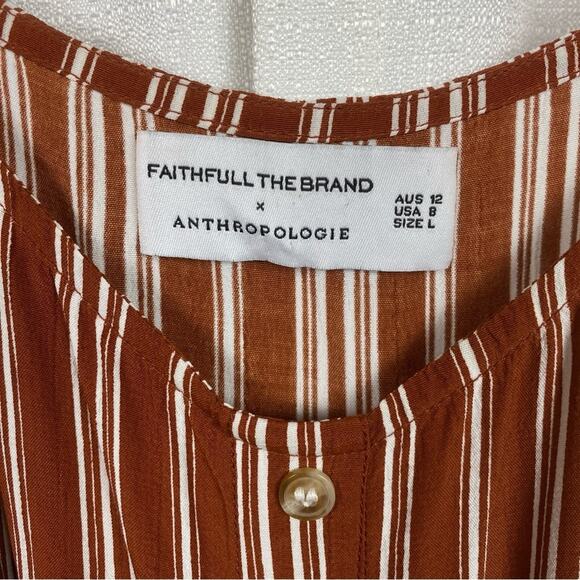 FAITHFULL THE BRAND
×
ANTHROPOLOGIE
AUS 12
USA 8
SIZE L